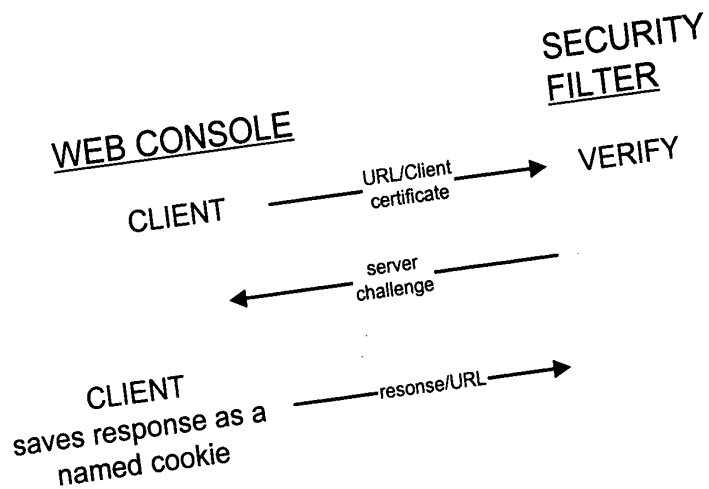 SECURITY
FILTER
WEB CONSOLE
VERIFY
URL/Client
certificate
CLIENT
server
challenge
CLIENT
saves response as a
named cookie
resonse/URL